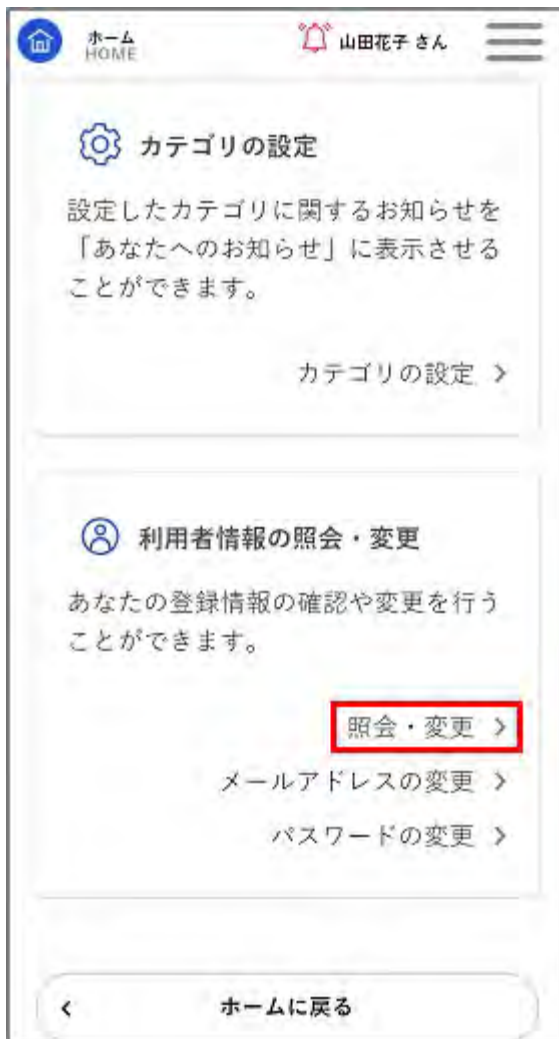 ホーム
HOME
山田花子 さん
カテゴリの設定
設定したカテゴリに関するお知らせを
「あなたへのお知らせ」に表示させる
ことができます。
カテゴリの設定 >
利用者情報の照会・変更
あなたの登録情報の確認や変更を行う
ことができます。
照会・変更 >
メールアドレスの変更 >
パスワードの変更 >
< ホームに戻る